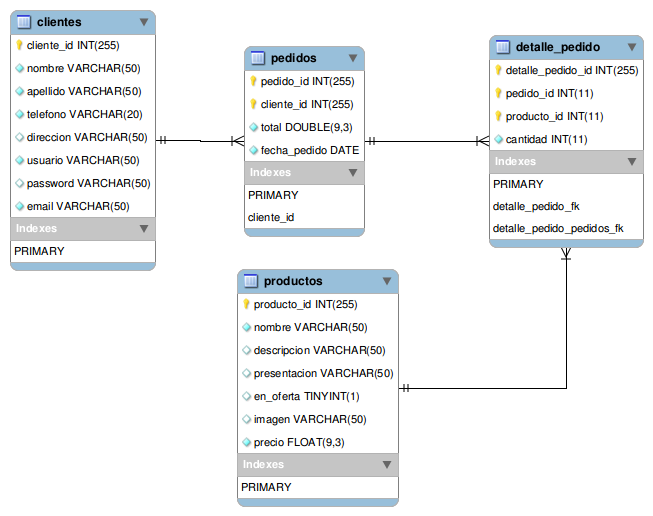 clientes
cliente_id INT(255)
nombre VARCHAR(50)
apellido VARCHAR(50)
telefono VARCHAR(20)
direccion VARCHAR(50)
usuario VARCHAR(50)
password VARCHAR(50)
email VARCHAR(50)
Indexes
PRIMARY
pedidos
pedido_id INT(255)
cliente_id INT(255)
total DOUBLE(9,3)
fecha_pedido DATE
Indexes
PRIMARY
cliente_id
detalle_pedido
detalle_pedido_id INT(255)
pedido_id INT(11)
producto_id INT(11)
cantidad INT(11)
Indexes
PRIMARY
detalle_pedido_fk
detalle_pedido_pedidos_fk
productos
producto_id INT(255)
nombre VARCHAR(50)
descripcion VARCHAR(50)
presentacion VARCHAR(50)
en_oferta TINYINT(1)
imagen VARCHAR(50)
precio FLOAT(9,3)
Indexes
PRIMARY